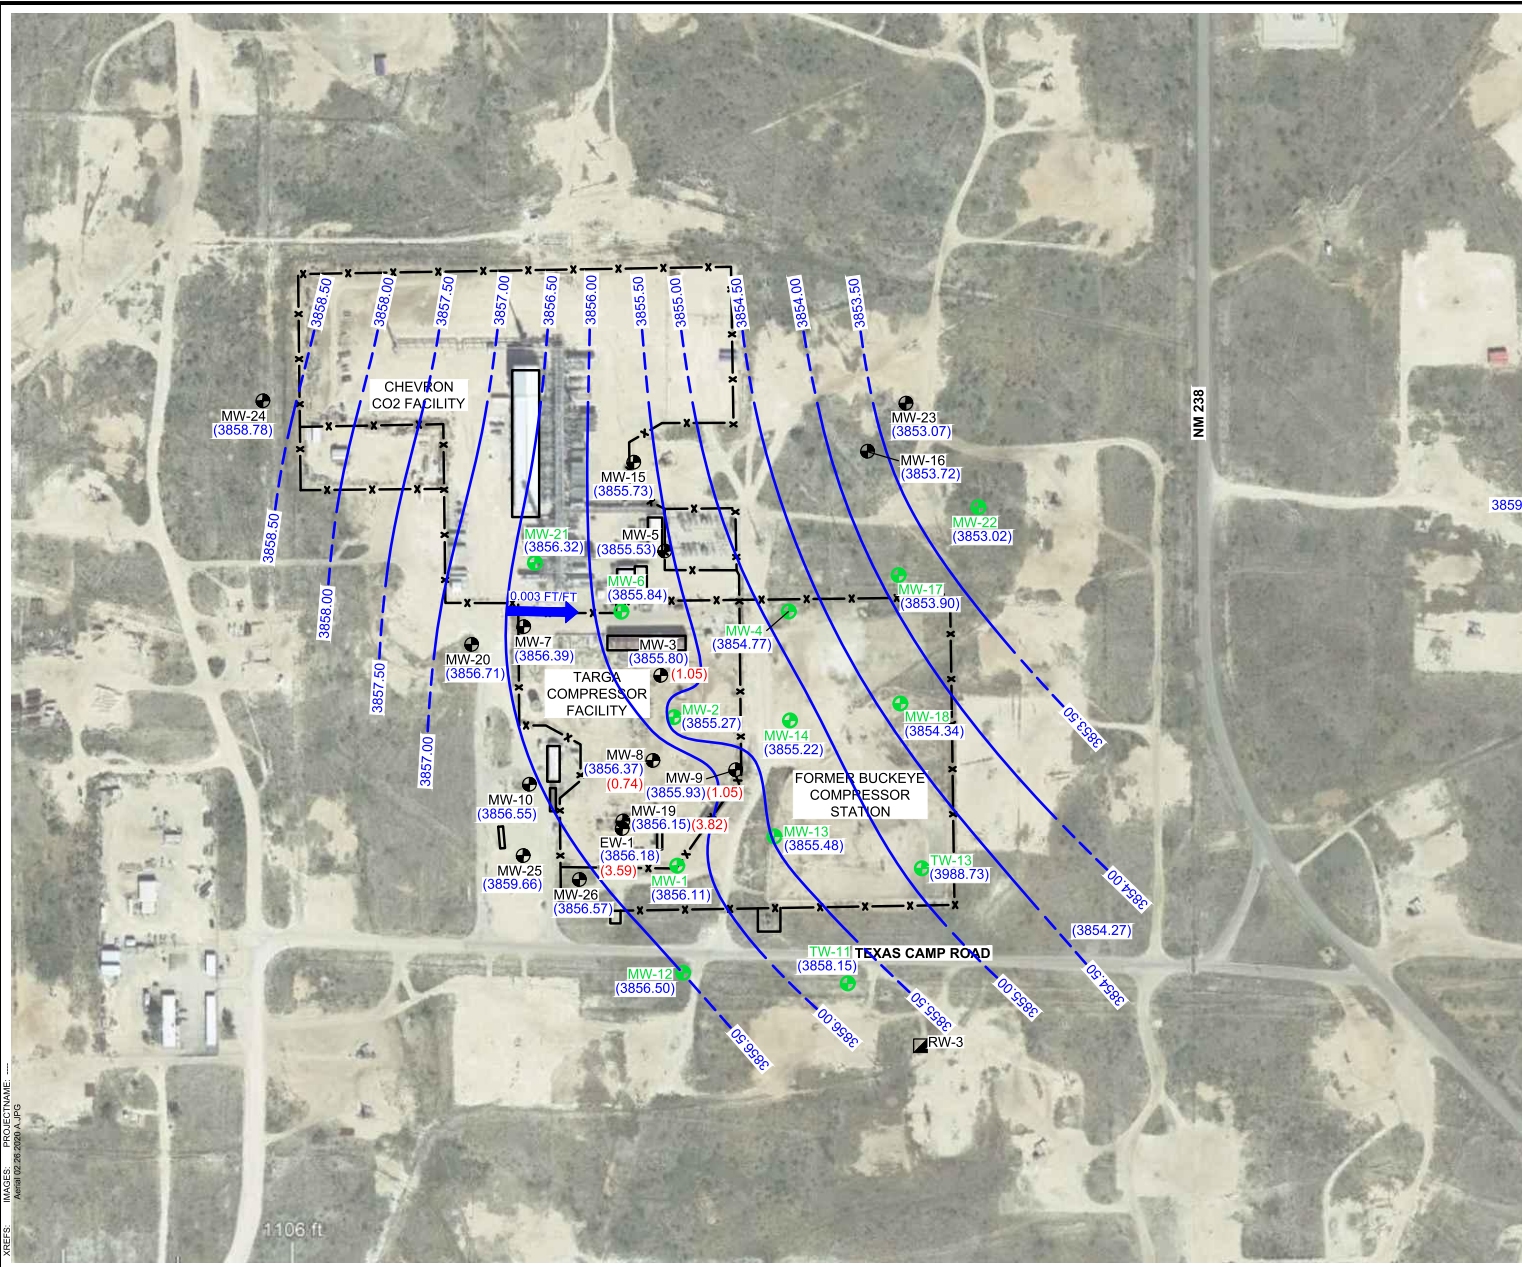 3858.50
3858.00
3857.50
3857.00
3856.50
3856.00
3855.50
3855.00
3854.50
3854.00
3853.50
CHEVRON
CO2 FACILITY
MW-24
(3858.78)
MW-23
(3853.07)
NM 238
MW-16
(3853.72)
MW-15
(3855.73)
3859
MW-22
(3853.02)
MW-21
(3856.32)
MW-5
(3855.53)
3858.50
MW-6
(3855.84)
MW-17
(3853.90)
0.003 FT/FT
3858.00
MW-4
(3854.77)
MW-7
(3856.39)
MW-3
(3855.80)
(1.05)
MW-20
(3856.71)
TARGA
COMPRESSOR
FACILITY
3857.50
MW-2
(3855.27)
MW-14
(3855.22)
MW-18
(3854.34)
3853.50
3857.00
MW-8
(3856.37)
(0.74)
MW-9
(3855.93)(1.05)
FORMER BUCKEYE
COMPRESSOR
STATION
MW-10
(3856.55)
MW-19
(3856.15)(3.82)
EW-1
(3856.18)
(3.59)
MW-13
(3855.48)
MW-25
(3859.66)
MW-1
(3856.11)
TW-13
(3988.73)
MW-26
(3856.57)
3854.00
(3854.27)
TW-11
(3858.15)
TEXAS CAMP ROAD
MW-12
(3856.50)
3854.50
3855.00
3855.50
3856.00
3856.50
RW-3
1106 ft
XREFS: IMAGES: PROJECTNAME: ----
Aerial 02.26.2020 A.JPG